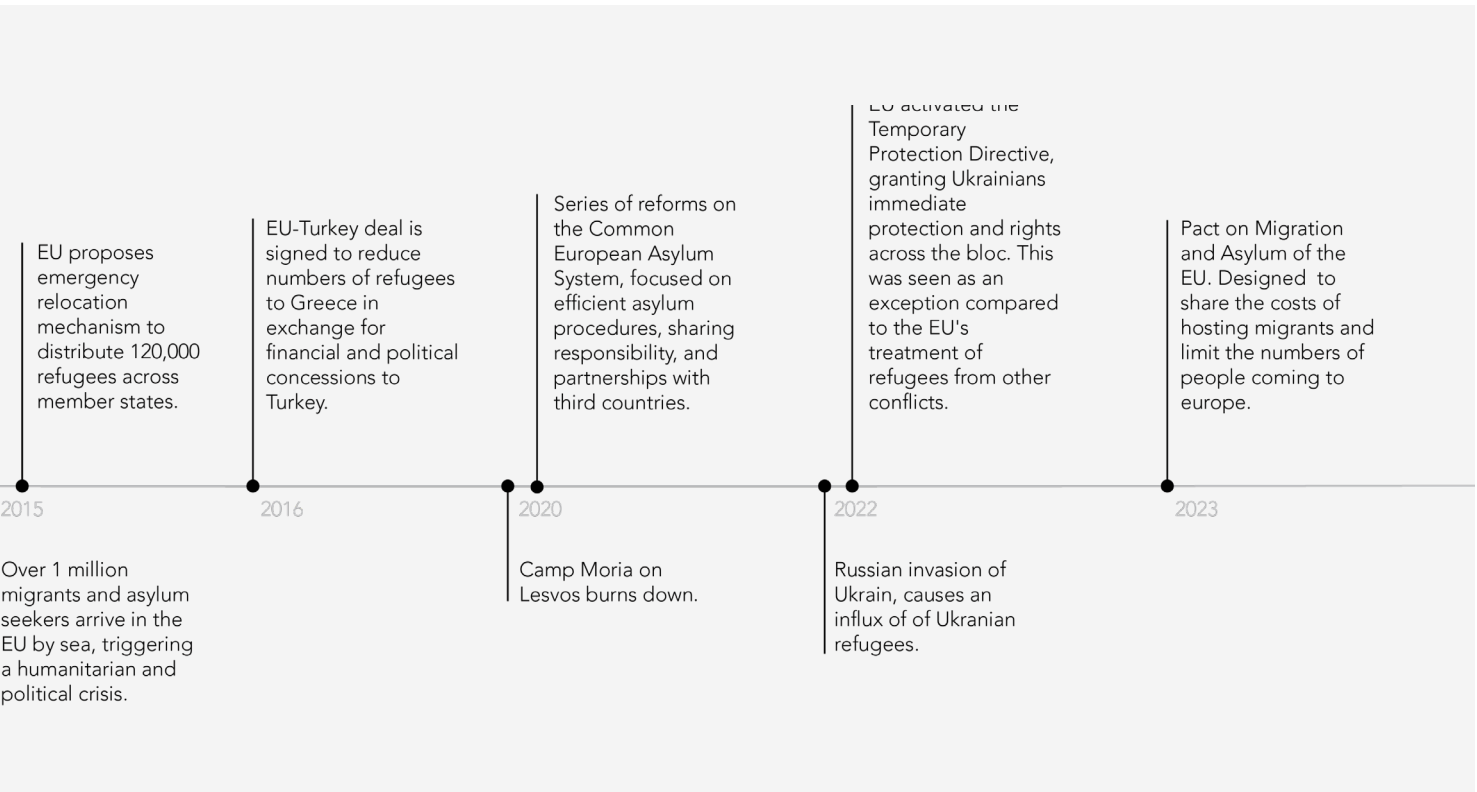 EU proposes
emergency
relocation
mechanism to
distribute 120,000
refugees across
member states.
EU-Turkey deal is
signed to reduce
numbers of refugees
to Greece in
exchange for
financial and political
concessions to
Turkey.
Series of reforms on
the Common
European Asylum
System, focused on
efficient asylum
procedures, sharing
responsibility, and
partnerships with
third countries.
EU activated the
Temporary
Protection Directive,
granting Ukrainians
immediate
protection and rights
across the bloc. This
was seen as an
exception compared
to the EU's
treatment of
refugees from other
conflicts.
Pact on Migration
and Asylum of the
EU. Designed  to
share the costs of
hosting migrants and
limit the numbers of
people coming to
europe.
2015
2016
2020
2022
2023
Over 1 million
migrants and asylum
seekers arrive in the
EU by sea, triggering
a humanitarian and
political crisis.
Camp Moria on
Lesvos burns down.
Russian invasion of
Ukrain, causes an
influx of of Ukranian
refugees.